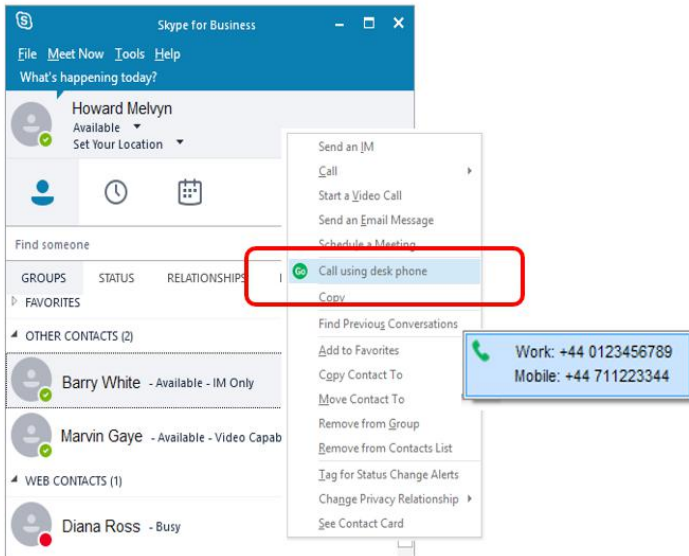 Skype for Business
File Meet Now Tools Help
What's happening today?
Howard Melvyn
Available
Set Your Location
Find someone
GROUPS STATUS RELATIONSHIPS
FAVORITES
OTHER CONTACTS (2)
Barry White - Available - IM Only
Marvin Gaye - Available - Video Capab
WEB CONTACTS (1)
Diana Ross - Busy
Send an IM
Call
Start a Video Call
Send an Email Message
Schedule a Meeting
Go Call using desk phone
Copy
Find Previous Conversations
Add to Favorites
Copy Contact To
Move Contact To
Remove from Group
Remove from Contacts List
Tag for Status Change Alerts
Change Privacy Relationship
See Contact Card
Work: +44 0123456789
Mobile: +44 711223344